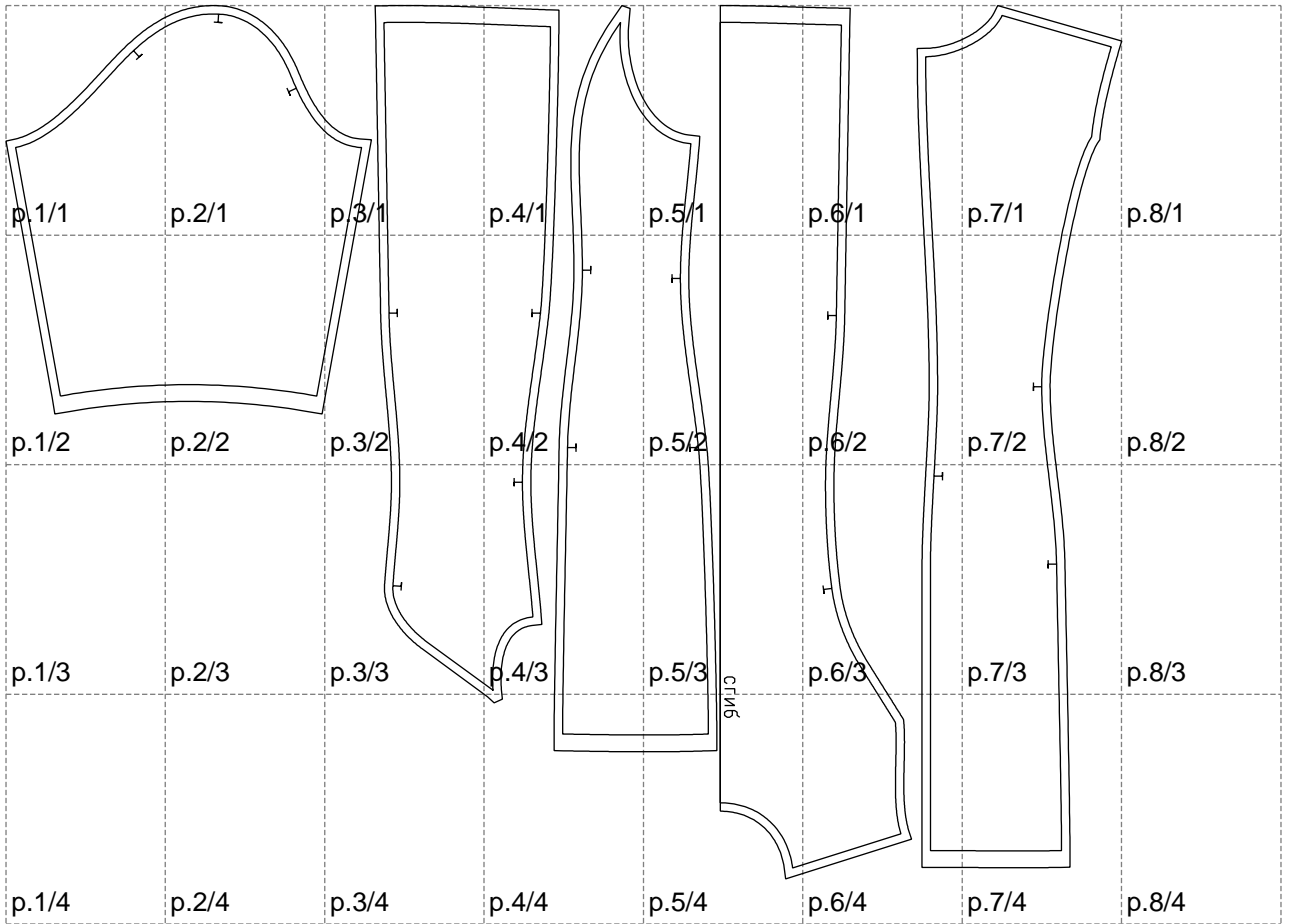 p.1/1 p.2/1 p.3/1 p.4/1 p.5/1 p.6/1 p.7/1 p.8/1
p.1/2 p.2/2 p.3/2 p.4/2 p.5/2 p.6/2 p.7/2 p.8/2
p.1/3 p.2/3 p.3/3 p.4/3 p.5/3 p.6/3 p.7/3 p.8/3
сгиб
p.1/4 p.2/4 p.3/4 p.4/4 p.5/4 p.6/4 p.7/4 p.8/4